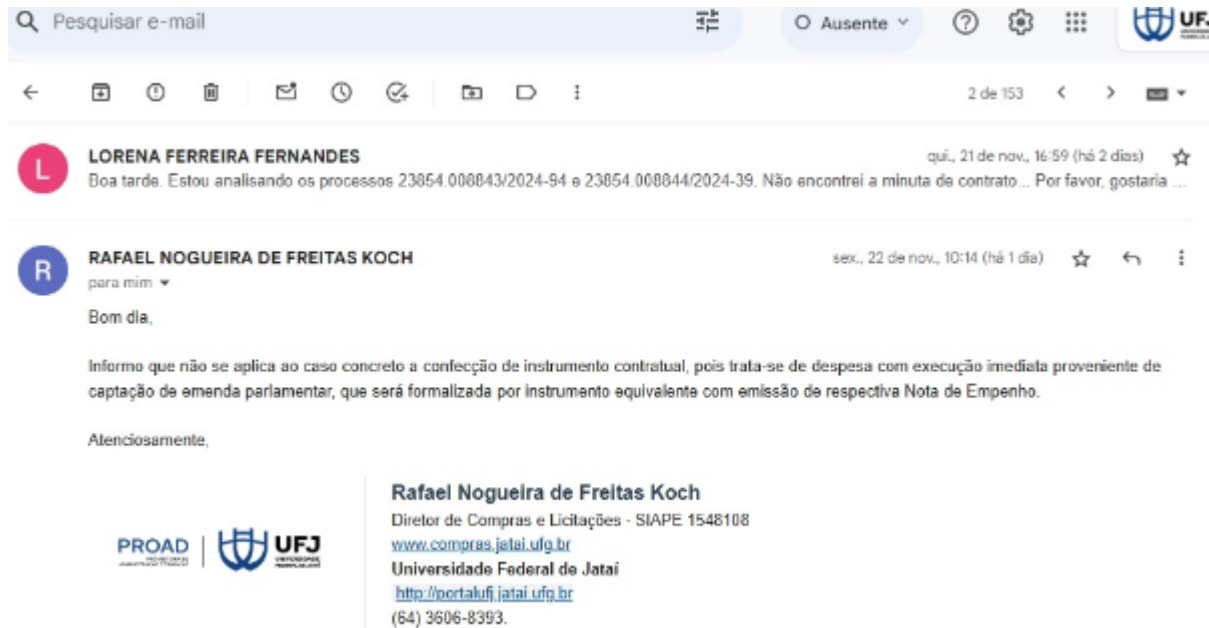 Pesquisar e-mail
Ausente
UFJ
2 de 153
LORENA FERREIRA FERNANDES
qui., 21 de nov., 16:59 (há 2 dias)
Boa tarde. Estou analisando os processos 23854.008843/2024-94 e 23854.008844/2024-39. Não encontrei a minuta de contrato... Por favor, gostaria ...
L
RAFAEL NOGUEIRA DE FREITAS KOCH
sex., 22 de nov., 10:14 (há 1 dia)
R
para mim
Bom dia,
Informo que não se aplica ao caso concreto a confecção de instrumento contratual, pois trata-se de despesa com execução imediata proveniente de
captação de emenda parlamentar, que será formalizada por instrumento equivalente com emissão de respectiva Nota de Empenho.
Atenciosamente,
Rafael Nogueira de Freitas Koch
Diretor de Compras e Licitações - SIAPE 1548108
www.compras.jatai.ufg.br
Universidade Federal de Jataí
http://portalufj.jatai.ufg.br
(64) 3606-8393.
PROAD
UFJ